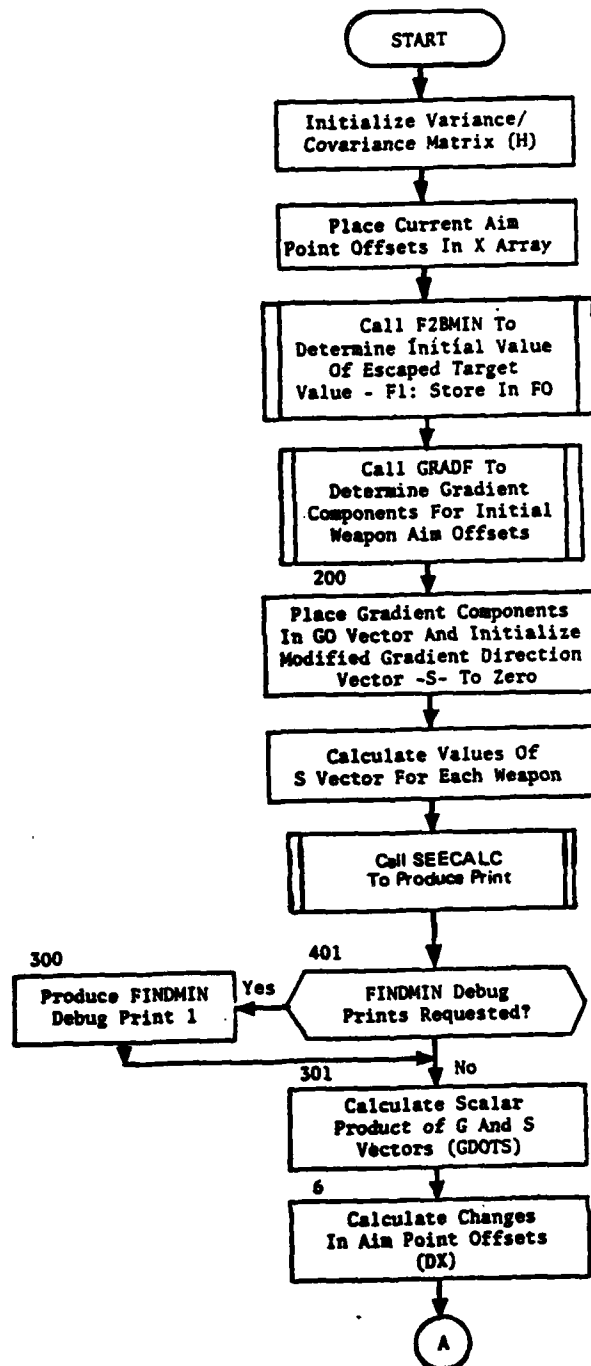 START
Initialize Variance/
Covariance Matrix (H)
Place Current Aim
Point Offsets In X Array
Call F2BMIN To
Determine Initial Value
Of Escaped Target
Value - F1: Store In FO
Call GRADF To
Determine Gradient
Components For Initial
Weapon Aim Offsets
200
Place Gradient Components
In GO Vector And Initialize
Modified Gradient Direction
Vector -S- To Zero
Calculate Values Of
S Vector For Each Weapon
Call SEECALC
To Produce Print
401
FINDMIN Debug
Prints Requested?
Yes
300
Produce FINDMIN
Debug Print 1
No
301
Calculate Scalar
Product of G And S
Vectors (GDOTS)
6
Calculate Changes
In Aim Point Offsets
(DX)
A